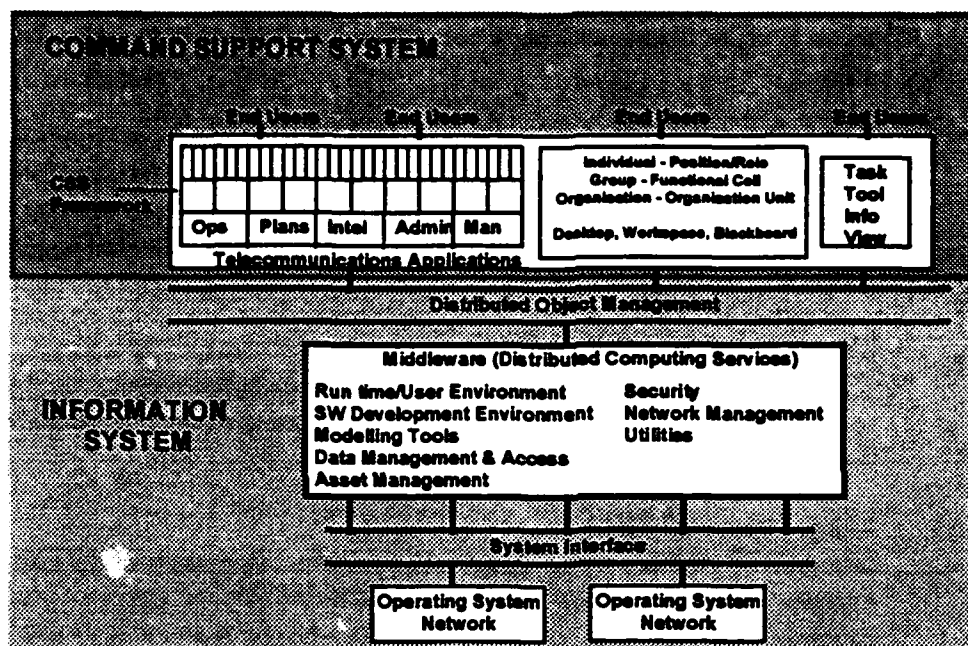 COMMAND SUPPORT SYSTEM
End Users End Users End Users End Users
CSS
Framework
Individual - Position/Role
Group - Functional Cell
Organisation - Organisation Unit
Desktop, Workspace, Blackboard
Task
Tool
Info
View
Ops Plans Intel Admin Man
Telecommunications Applications
Distributed Object Management
INFORMATION
SYSTEM
Middleware (Distributed Computing Services)
Run time/User Environment
SW Development Environment
Modelling Tools
Data Management & Access
Asset Management
Security
Network Management
Utilities
System Interface
Operating System
Network
Operating System
Network